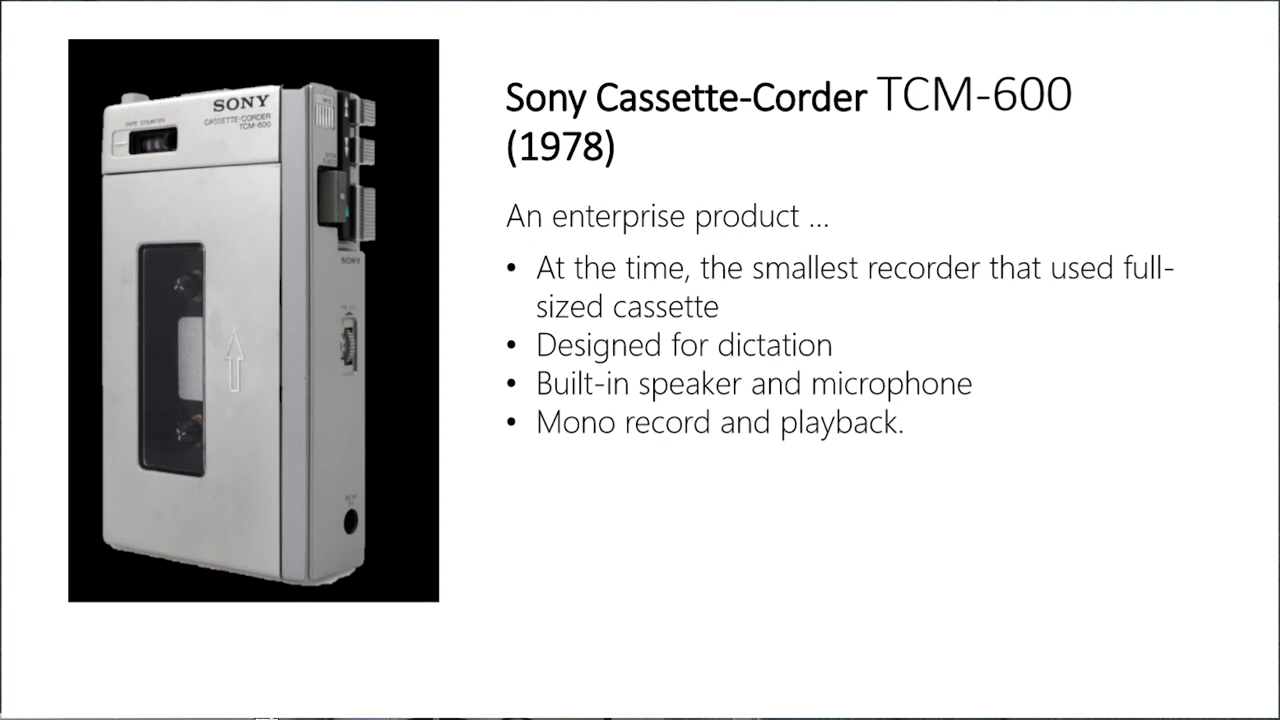 Sony Cassette-Corder TCM-600
(1978)
An enterprise product ...
• At the time, the smallest recorder that used full-
sized cassette
• Designed for dictation
• Built-in speaker and microphone
• Mono record and playback.
SONY
CASSETTE-CORDER
TCM-600
TAPE COUNTER
SONY